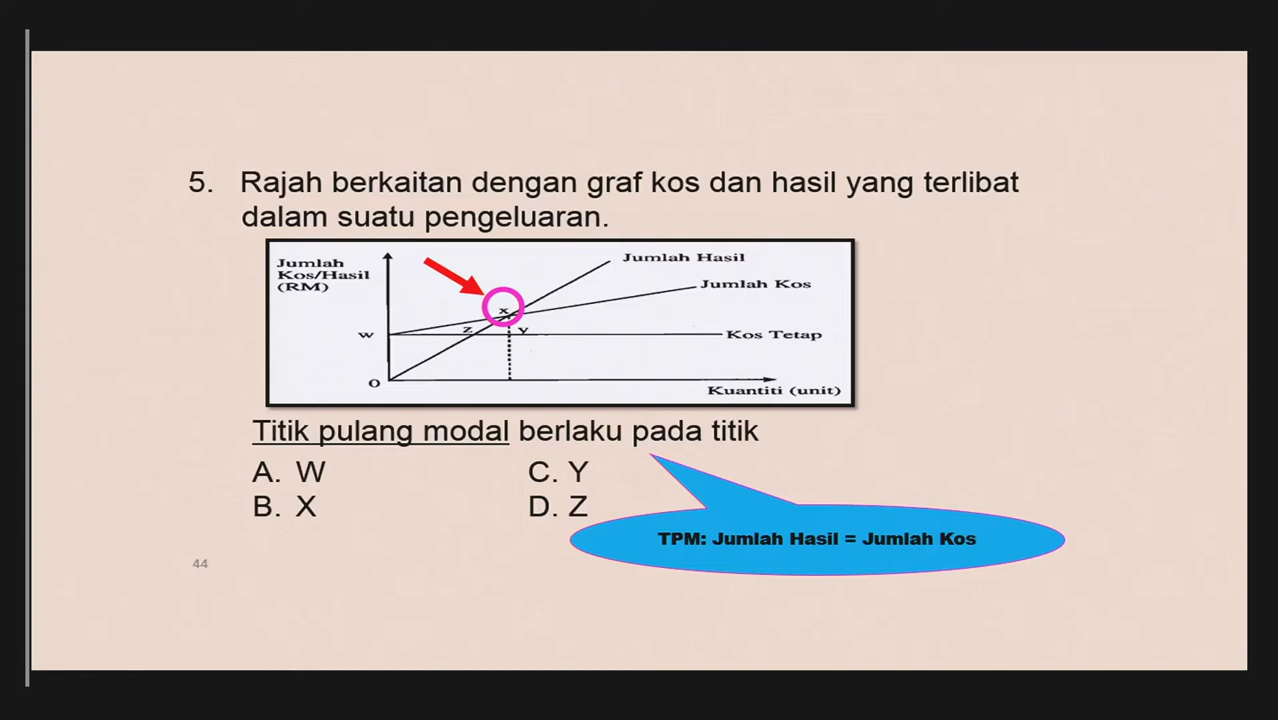 5. Rajah berkaitan dengan graf kos dan hasil yang terlibat
dalam suatu pengeluaran.
Jumlah
Kos/Hasil
(RM)
Jumlah Hasil
Jumlah Kos
x
z
y
w
Kos Tetap
0
Kuantiti (unit)
Titik pulang modal berlaku pada titik
A. W
C. Y
B. X
D. Z
TPM: Jumlah Hasil = Jumlah Kos
44